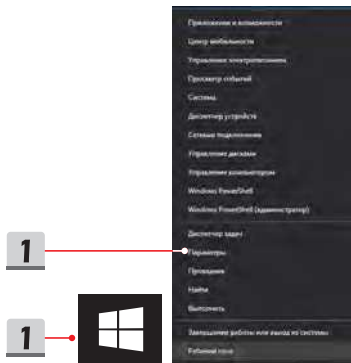 Приложения и возможности
Центр мобильности
Управление электропитанием
Просмотр событий
Система
Диспетчер устройств
Сетевые подключения
Управление дисками
Управление компьютером
Windows PowerShell
Windows PowerShell (администратор)
Диспетчер задач
1
Параметры
Проводник
Найти
Выполнить
1
Завершение работы или выход из системы
Рабочий стол